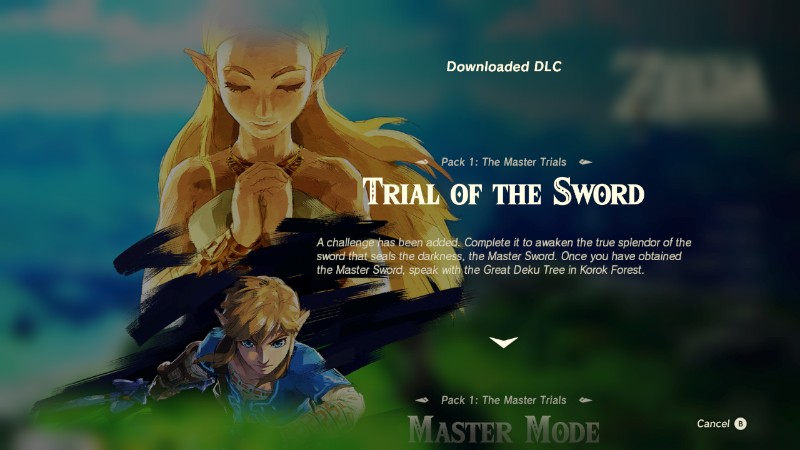 Downloaded DLC
ZELDA
Pack 1: The Master Trials
Trial of the Sword
A challenge has been added. Complete it to awaken the true splendor of the
sword that seals the darkness, the Master Sword. Once you have obtained
the Master Sword, speak with the Great Deku Tree in Korok Forest.
Pack 1: The Master Trials
Master Mode
Cancel B